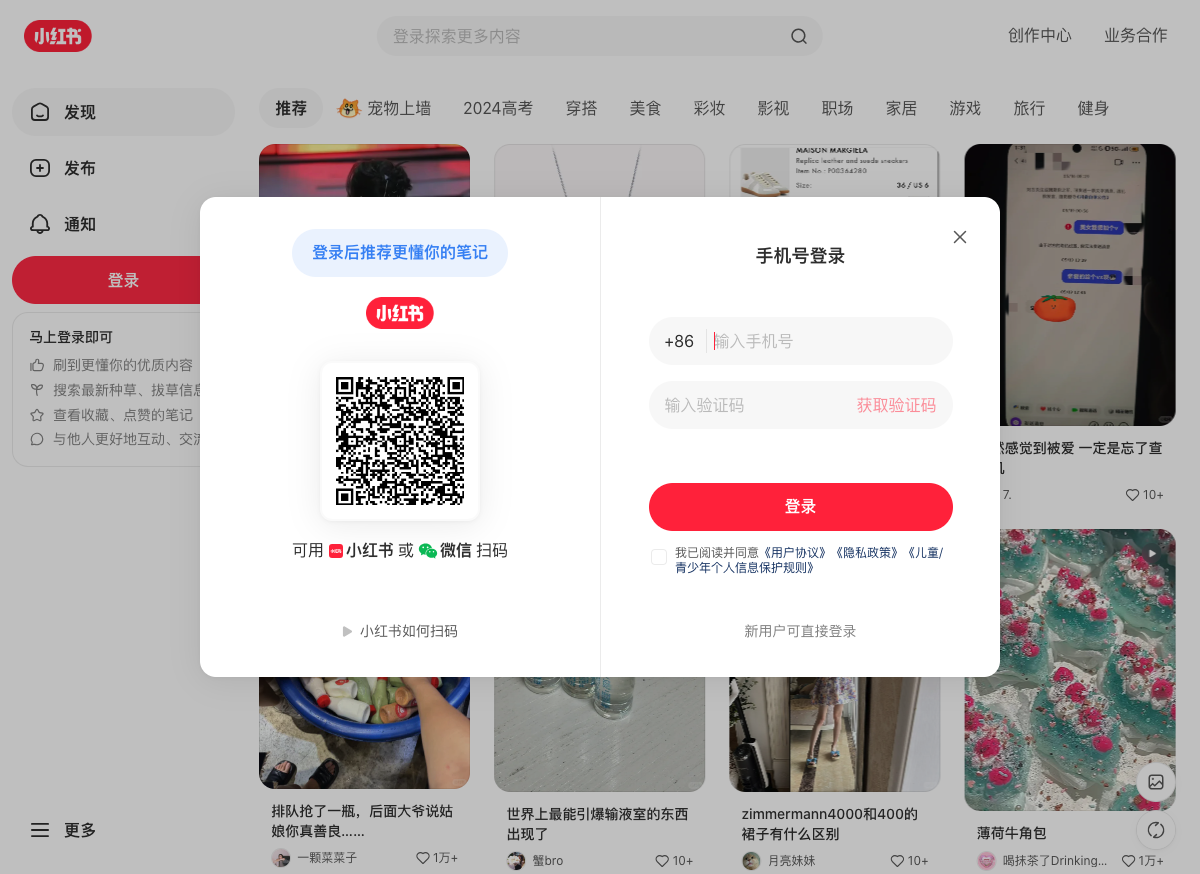 小红书
登录探索更多内容
创作中心
业务合作
发现
发布
通知
登录
马上登录即可
刷到更懂你的优质内容
搜索最新种草、拔草信息
查看收藏、点赞的笔记
与他人更好地互动、交流
更多
推荐
宠物上墙
2024高考
穿搭
美食
彩妆
影视
职场
家居
游戏
旅行
健身
MAISON MARGIELA
Replica leather and suede sneakers
Item No.: P00364280
Size:
36 / US 6
登录后推荐更懂你的笔记
小红书
可用 小红书 或 微信 扫码
小红书如何扫码
手机号登录
+86
输入手机号
输入验证码
获取验证码
登录
我已阅读并同意《用户协议》《隐私政策》《儿童/
青少年个人信息保护规则》
新用户可直接登录
然感觉到被爱 一定是忘了查
7.
10+
排队抢了一瓶，后面大爷说姑
娘你真善良……
一颗菜菜子
1万+
世界上最能引爆输液室的东西
出现了
蟹bro
10+
zimmermann4000和400的
裙子有什么区别
月亮妹妹
10+
薄荷牛角包
喝抹茶了Drinking...
1万+